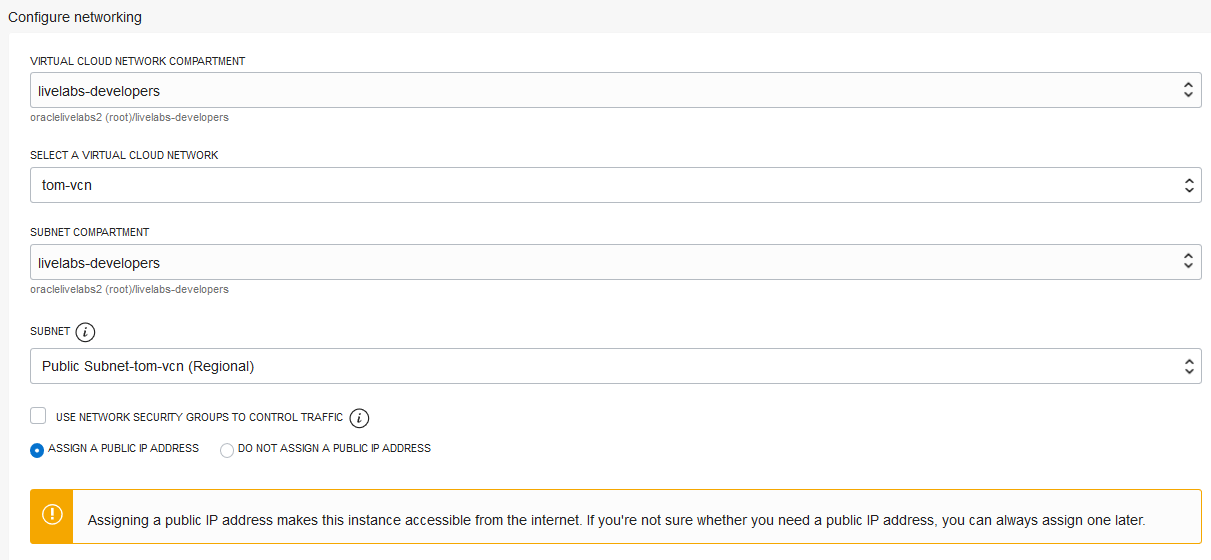 Configure networking
VIRTUAL CLOUD NETWORK COMPARTMENT
livelabs-developers
oraclelivelabs2 (root)/livelabs-developers
SELECT A VIRTUAL CLOUD NETWORK
tom-vcn
SUBNET COMPARTMENT
livelabs-developers
oraclelivelabs2 (root)/livelabs-developers
SUBNET i
Public Subnet-tom-vcn (Regional)
USE NETWORK SECURITY GROUPS TO CONTROL TRAFFIC i
ASSIGN A PUBLIC IP ADDRESS DO NOT ASSIGN A PUBLIC IP ADDRESS
Assigning a public IP address makes this instance accessible from the internet. If you're not sure whether you need a public IP address, you can always assign one later.